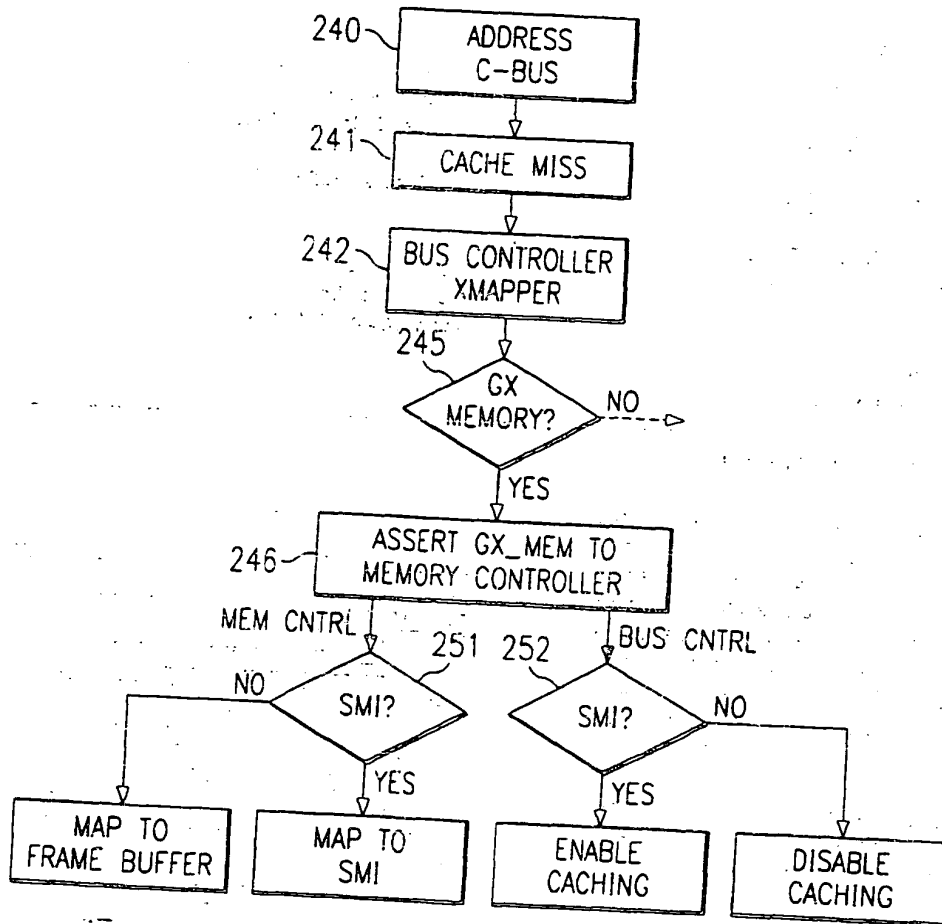 240
ADDRESS
C-BUS
241
CACHE MISS
242
BUS CONTROLLER
XMAPPER
245
GX
MEMORY?
NO
YES
246
ASSERT GX_MEM TO
MEMORY CONTROLLER
MEM CNTRL
BUS CNTRL
251
252
NO
SMI?
SMI?
NO
YES
YES
MAP TO
FRAME BUFFER
MAP TO
SMI
ENABLE
CACHING
DISABLE
CACHING